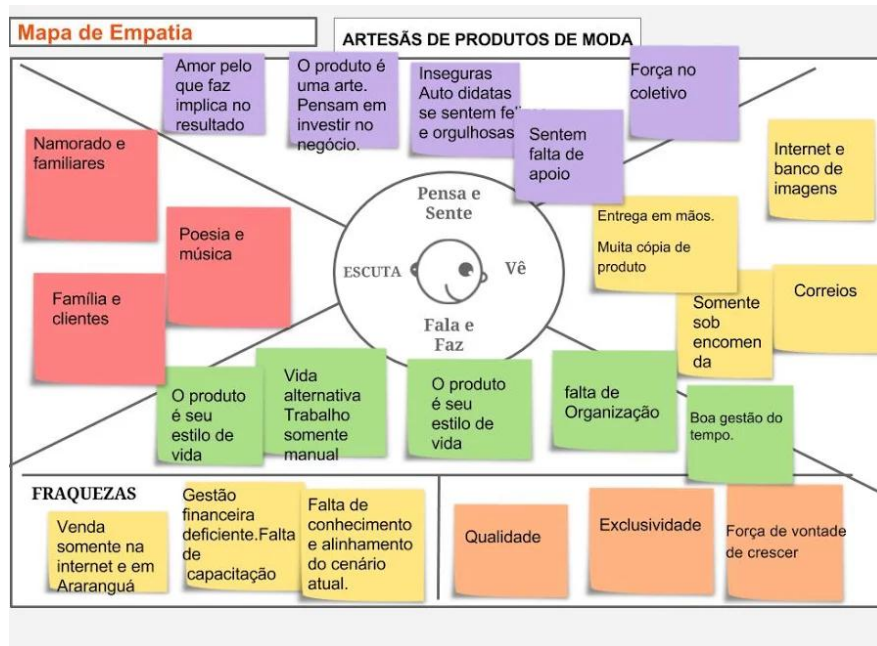 Mapa de Empatia
ARTESÃS DE PRODUTOS DE MODA
Amor pelo
que faz
implica no
resultado
O produto é
uma arte.
Pensam em
investir no
negócio.
Inseguras
Auto didatas
se sentem
e orgulhosas
Sentem
falta de
apoio
Força no
coletivo
Namorado e
familiares
Poesia e
música
Família e
clientes
Pensa e
Sente
ESCUTA
Vê
Fala e
Faz
Internet e
banco de
imagens
Entrega em mãos.
Muita cópia de
produto
Somente
sob
encomen
da
Correios
O produto
é seu
estilo de
vida
Vida
alternativa
Trabalho
somente
manual
O produto
é seu
estilo de
vida
falta de
Organização
Boa gestão do
tempo.
FRAQUEZAS
Venda
somente na
internet e em
Araranguá
Gestão
financeira
deficiente.Falta
de
capacitação
Falta de
conhecimento
e alinhamento
do cenário
atual.
Qualidade
Exclusividade
Força de vontade
de crescer